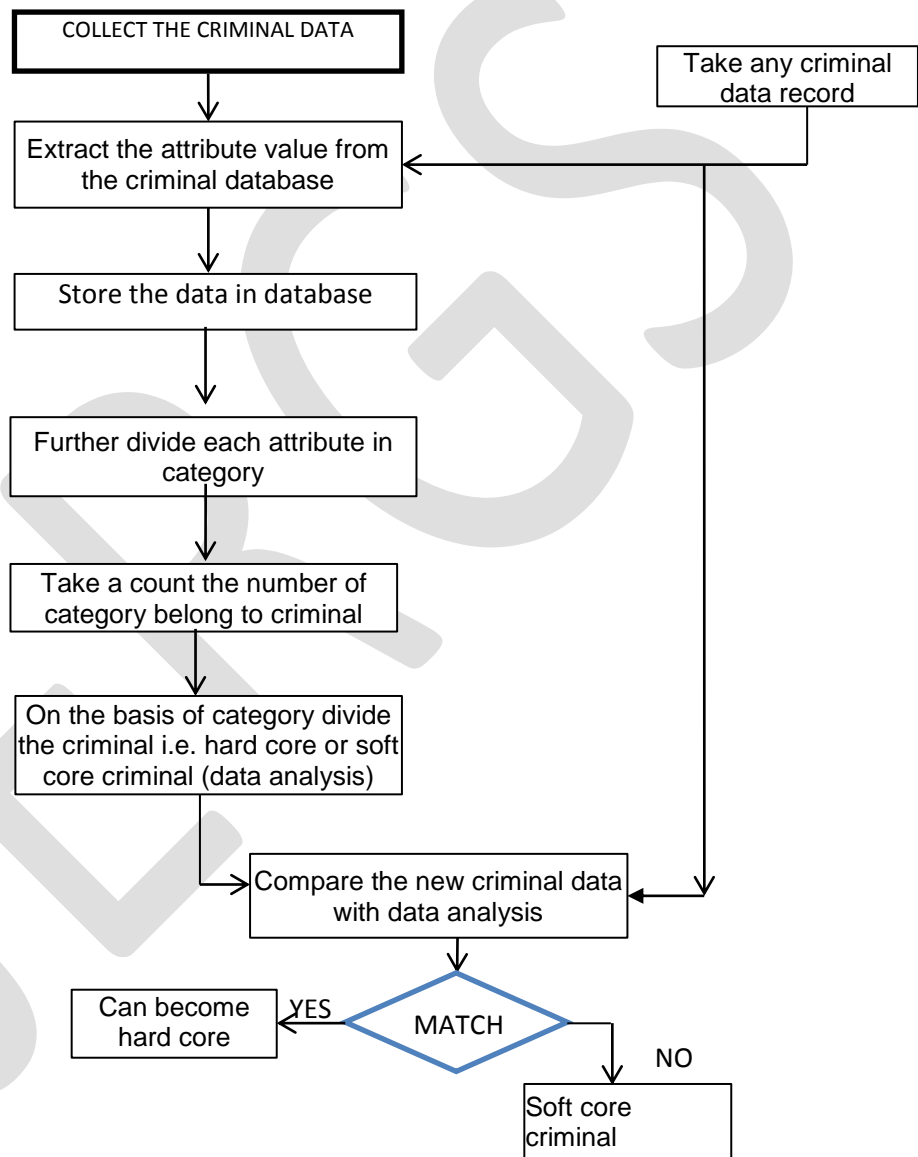 COLLECT THE CRIMINAL DATA
Take any criminal
data record
Extract the attribute value from
the criminal database
Store the data in database
Further divide each attribute in
category
Take a count the number of
category belong to criminal
On the basis of category divide
the criminal i.e. hard core or soft
core criminal (data analysis)
Compare the new criminal data
with data analysis
Can become
hard core
YES
MATCH
NO
Soft core
criminal
JERGS